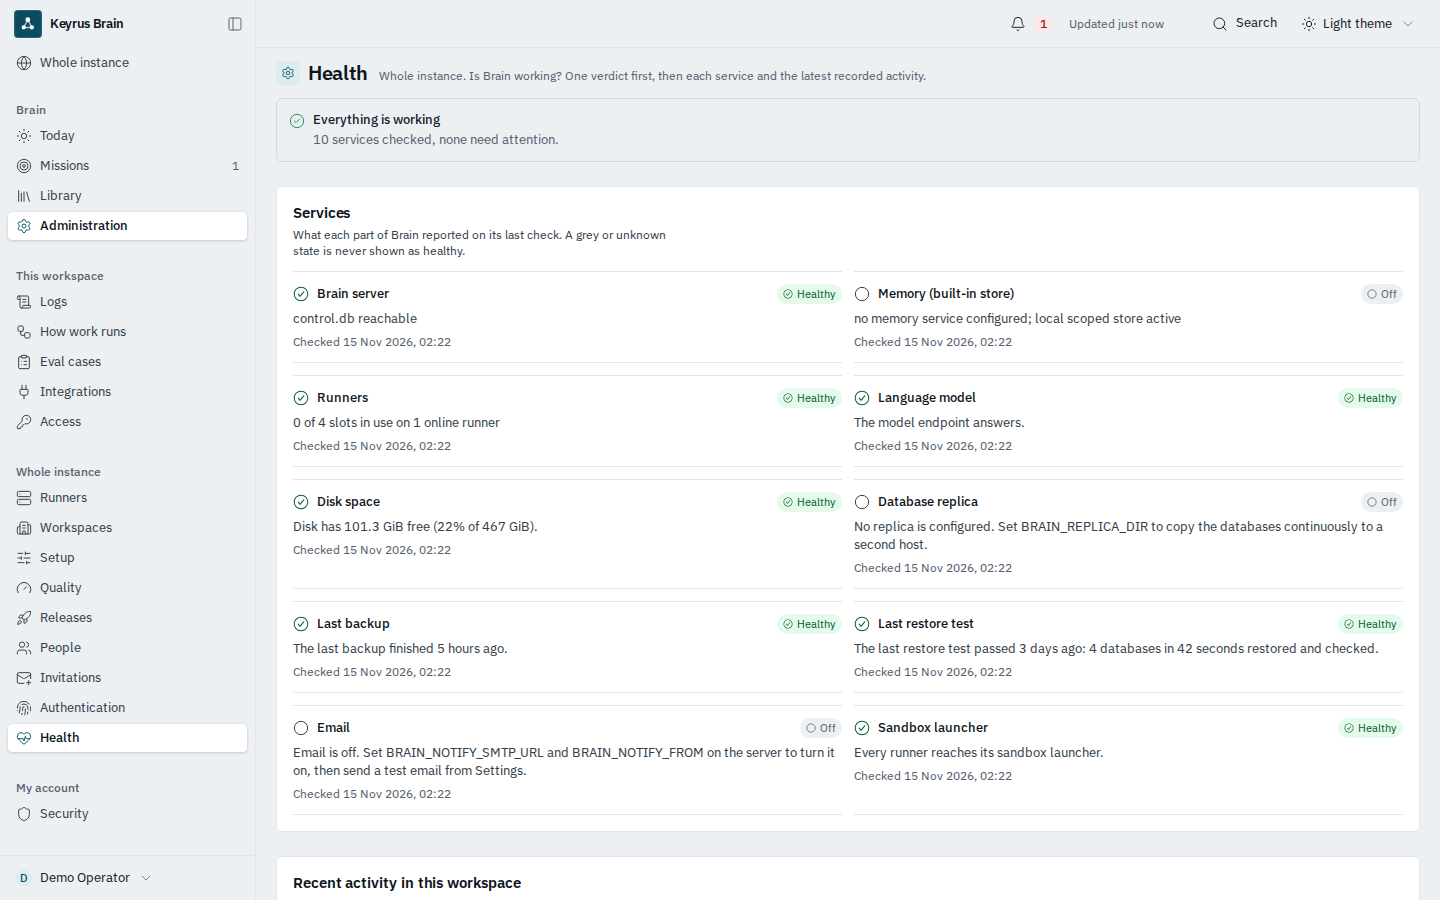 Keyrus Brain
Whole instance
Brain
Today
Missions 1
Library
Administration
This workspace
Logs
How work runs
Eval cases
Integrations
Access
Whole instance
Runners
Workspaces
Setup
Quality
Releases
People
Invitations
Authentication
Health
My account
Security
D Demo Operator
1 Updated just now Search Light theme
Health Whole instance. Is Brain working? One verdict first, then each service and the latest recorded activity.
Everything is working
10 services checked, none need attention.
Services
What each part of Brain reported on its last check. A grey or unknown
state is never shown as healthy.
Brain server Healthy
control.db reachable
Checked 15 Nov 2026, 02:22
Memory (built-in store) Off
no memory service configured; local scoped store active
Checked 15 Nov 2026, 02:22
Runners Healthy
0 of 4 slots in use on 1 online runner
Checked 15 Nov 2026, 02:22
Language model Healthy
The model endpoint answers.
Checked 15 Nov 2026, 02:22
Disk space Healthy
Disk has 101.3 GiB free (22% of 467 GiB).
Checked 15 Nov 2026, 02:22
Database replica Off
No replica is configured. Set BRAIN_REPLICA_DIR to copy the databases continuously to a
second host.
Checked 15 Nov 2026, 02:22
Last backup Healthy
The last backup finished 5 hours ago.
Checked 15 Nov 2026, 02:22
Last restore test Healthy
The last restore test passed 3 days ago: 4 databases in 42 seconds restored and checked.
Checked 15 Nov 2026, 02:22
Email Off
Email is off. Set BRAIN_NOTIFY_SMTP_URL and BRAIN_NOTIFY_FROM on the server to turn it
on, then send a test email from Settings.
Checked 15 Nov 2026, 02:22
Sandbox launcher Healthy
Every runner reaches its sandbox launcher.
Checked 15 Nov 2026, 02:22
Recent activity in this workspace